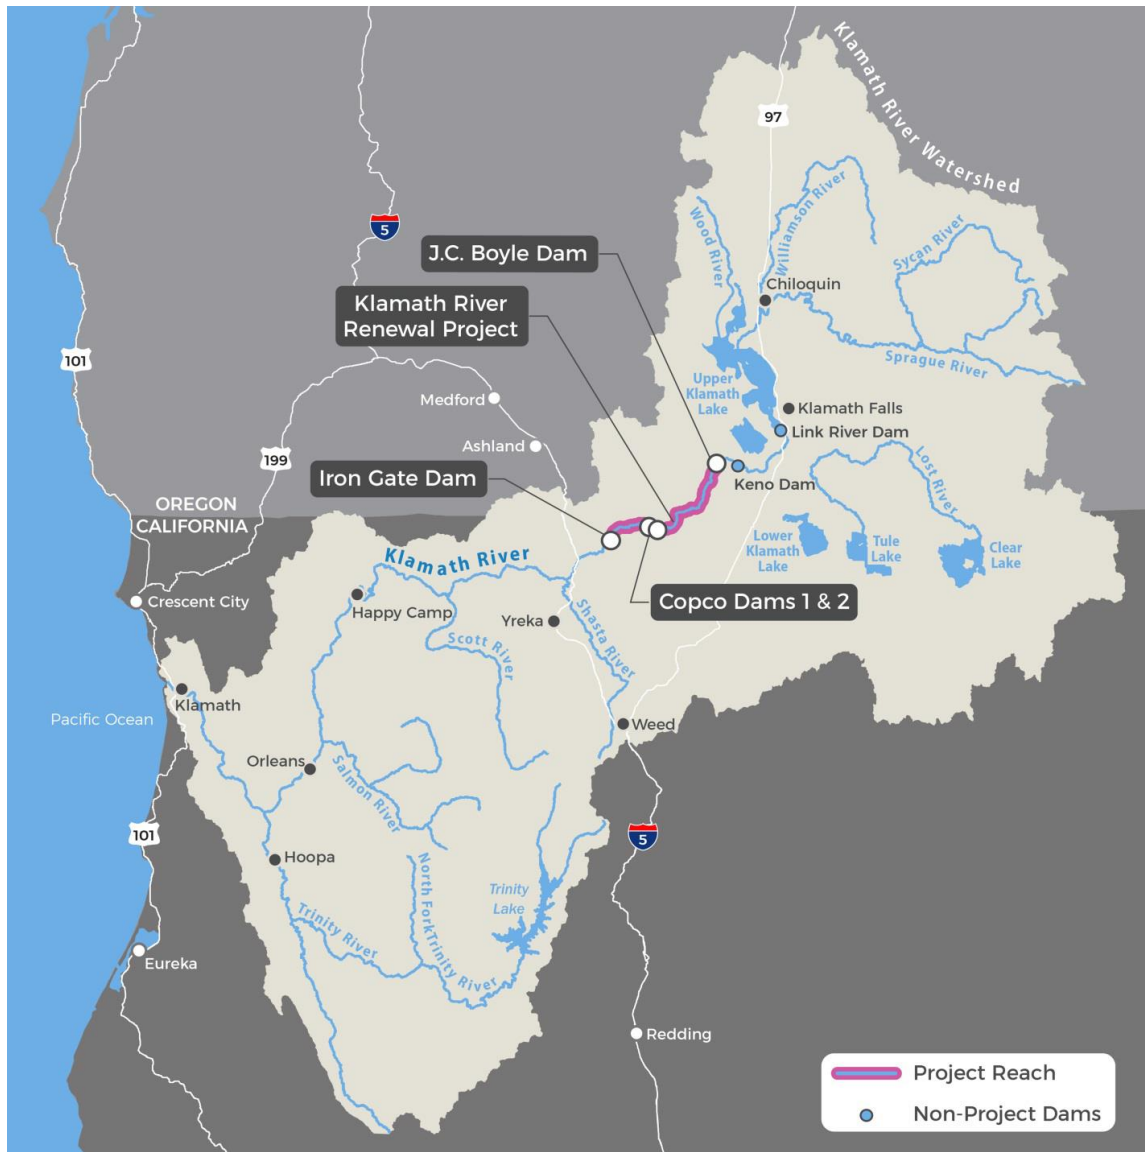 Klamath River Watershed
97
5
Wood River
Williamson River
Sycan River
J.C. Boyle Dam
Chiloquin
Klamath River
Renewal Project
101
Sprague River
Upper
Klamath
Lake
Medford
Klamath Falls
Link River Dam
Ashland
199
Iron Gate Dam
Keno Dam
Lost River
OREGON
CALIFORNIA
Lower
Klamath
Lake
Tule
Lake
Clear
Lake
Klamath River
Crescent City
Happy Camp
Yreka
Shasta River
Copco Dams 1 & 2
Scott River
Klamath
Pacific Ocean
Weed
Orleans
Salmon River
101
5
Hoopa
North Fork Trinity River
Trinity
Lake
Trinity River
Eureka
Redding
Project Reach
Non-Project Dams